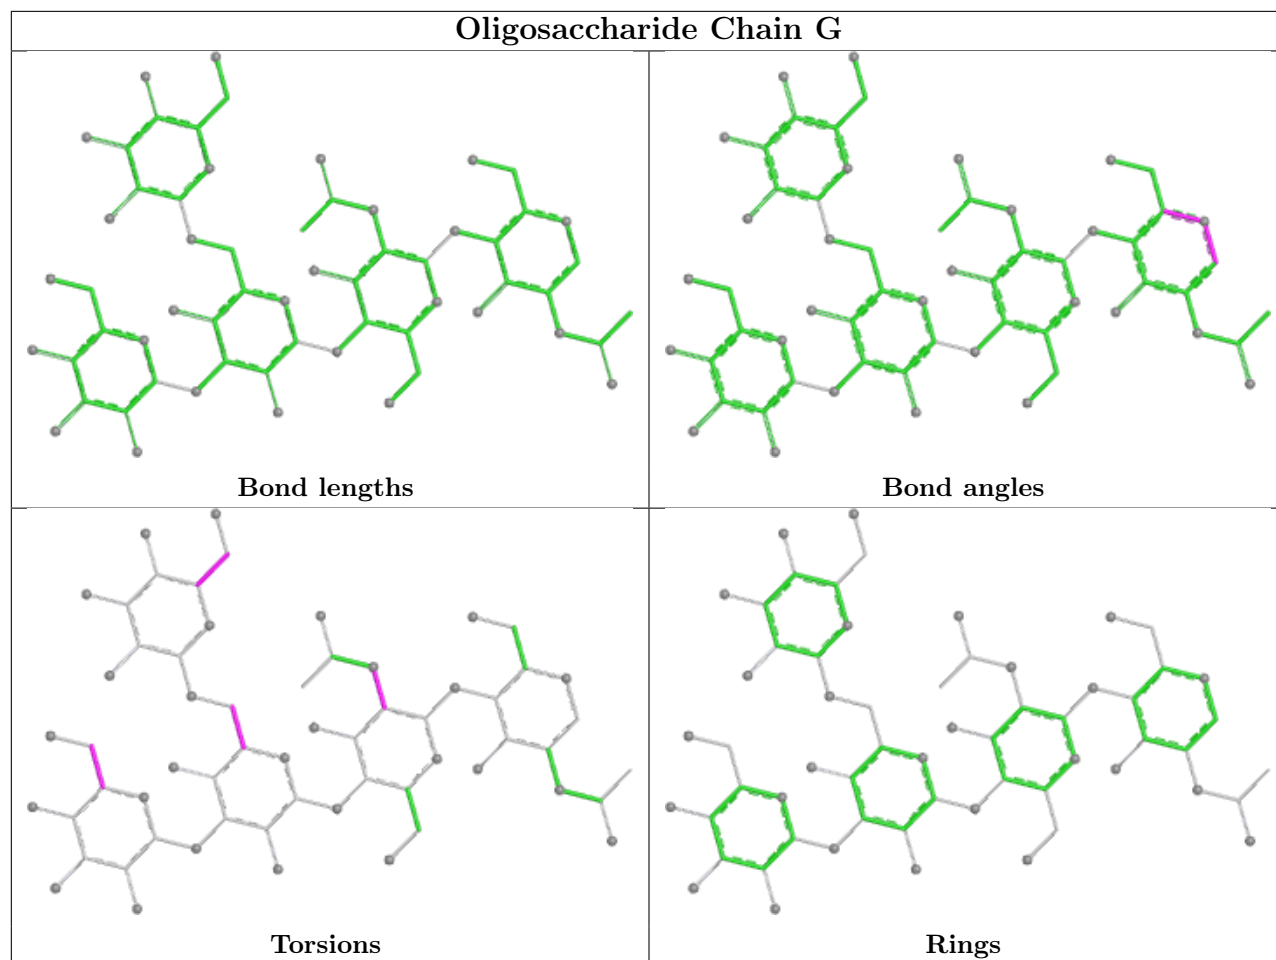 Oligosaccharide Chain G
Bond lengths
Bond angles
Torsions
Rings